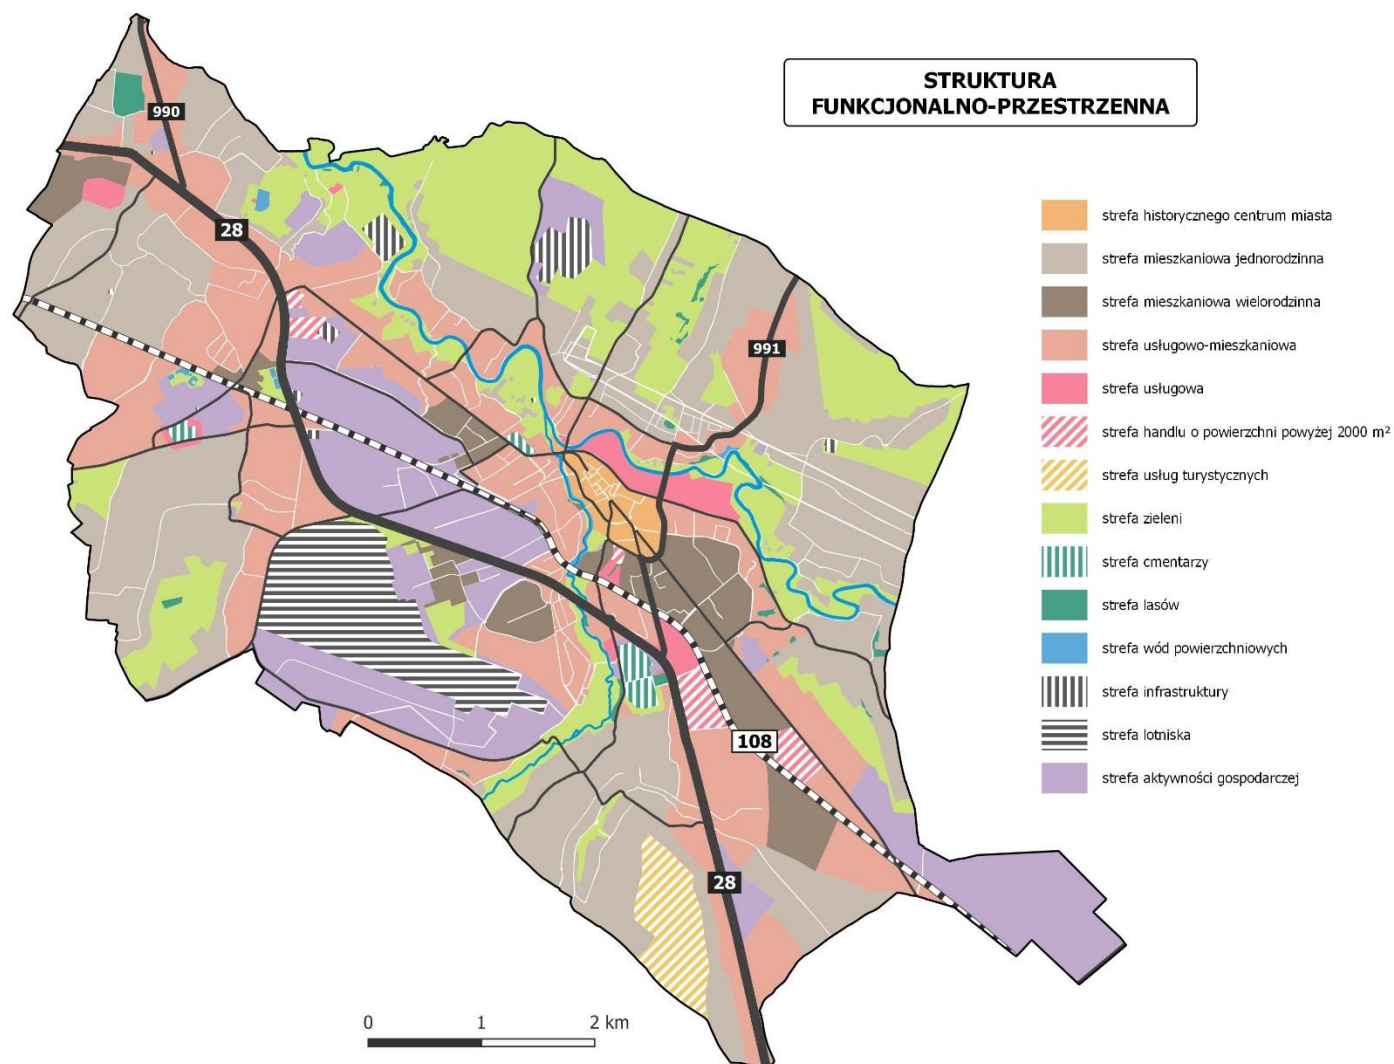 STRUKTURA
FUNKCJONALNO-PRZESTRZENNA
990
28
991
108
28
strefa historycznego centrum miasta
strefa mieszkaniowa jednorodzinna
strefa mieszkaniowa wielorodzinna
strefa usługowo-mieszkaniowa
strefa usługowa
strefa handlu o powierzchni powyżej 2000 m²
strefa usług turystycznych
strefa zieleni
strefa cmentarzy
strefa lasów
strefa wód powierzchniowych
strefa infrastruktury
strefa lotniska
strefa aktywności gospodarczej
0 1 2 km